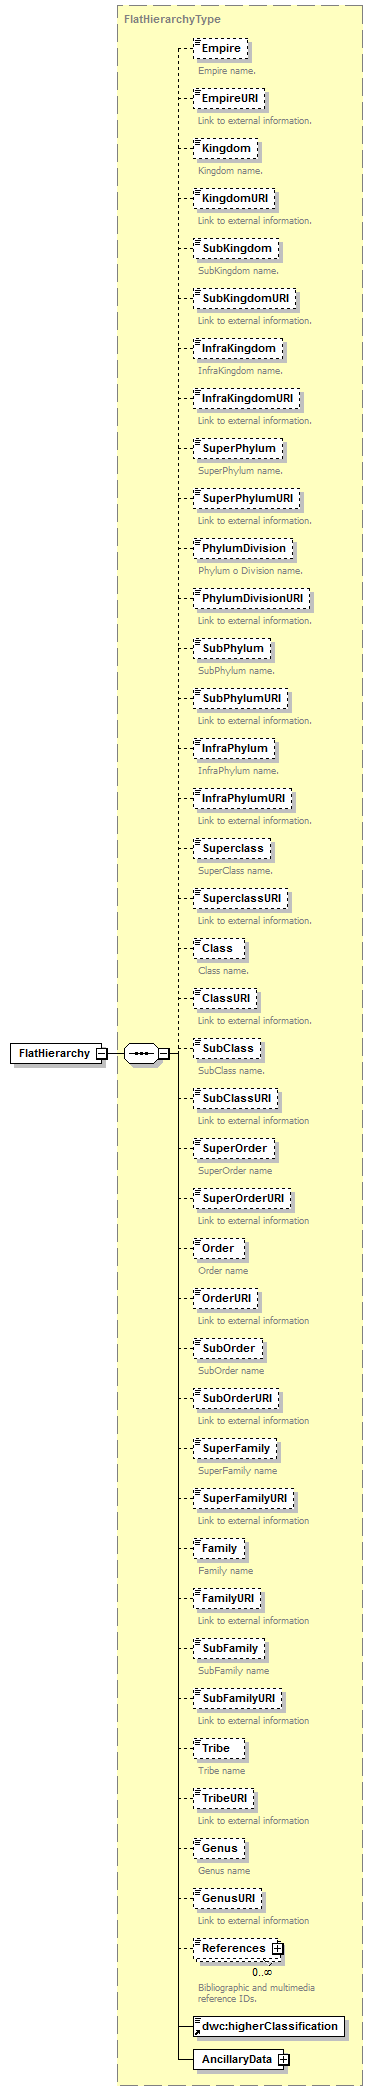 FlatHierarchyType
Empire
Empire name.
EmpireURI
Link to external information.
Kingdom
Kingdom name.
KingdomURI
Link to external information.
SubKingdom
SubKingdom name.
SubKingdomURI
Link to external information.
InfraKingdom
InfraKingdom name.
InfraKingdomURI
Link to external information.
SuperPhylum
SuperPhylum name.
SuperPhylumURI
Link to external information.
PhylumDivision
Phylum o Division name.
PhylumDivisionURI
Link to external information.
SubPhylum
SubPhylum name.
SubPhylumURI
Link to external information.
InfraPhylum
InfraPhylum name.
InfraPhylumURI
Link to external information.
Superclass
SuperClass name.
SuperclassURI
Link to external information.
Class
Class name.
ClassURI
Link to external information.
FlatHierarchy
SubClass
SubClass name.
SubClassURI
Link to external information
SuperOrder
SuperOrder name
SuperOrderURI
Link to external information
Order
Order name
OrderURI
Link to external information
SubOrder
SubOrder name
SubOrderURI
Link to external information
SuperFamily
SuperFamily name
SuperFamilyURI
Link to external information
Family
Family name
FamilyURI
Link to external information
SubFamily
SubFamily name
SubFamilyURI
Link to external information
Tribe
Tribe name
TribeURI
Link to external information
Genus
Genus name
GenusURI
Link to external information
References
0..∞
Bibliographic and multimedia
reference IDs.
dwc:higherClassification
AncillaryData